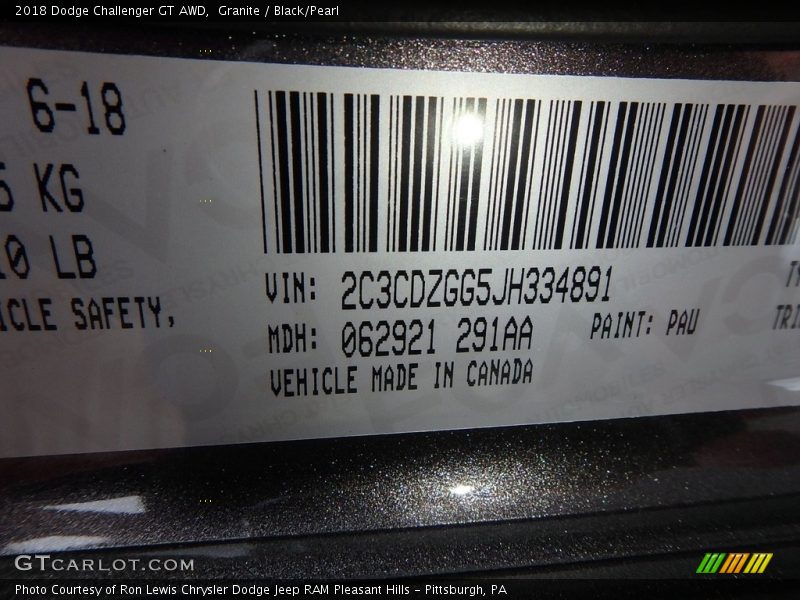 2018 Dodge Challenger GT AWD,  Granite / Black/Pearl
6-18
KG
LB
SAFETY,
VIN: 2C3CDZGG5JH334891
MDH: 062921 291AA
PAINT: PAU
VEHICLE MADE IN CANADA
GTCARLOT.COM
Photo Courtesy of Ron Lewis Chrysler Dodge Jeep RAM Pleasant Hills - Pittsburgh, PA